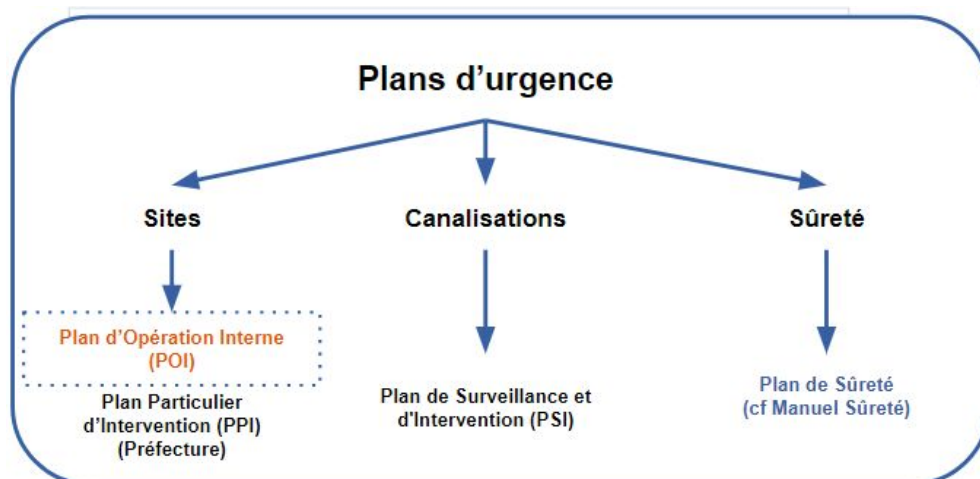 Plans d’urgence
Sites
Canalisations
Sûreté
Plan d’Opération Interne
(POI)
Plan Particulier
d’Intervention (PPI)
(Préfecture)
Plan de Surveillance et
d'Intervention (PSI)
Plan de Sûreté
(cf Manuel Sûreté)